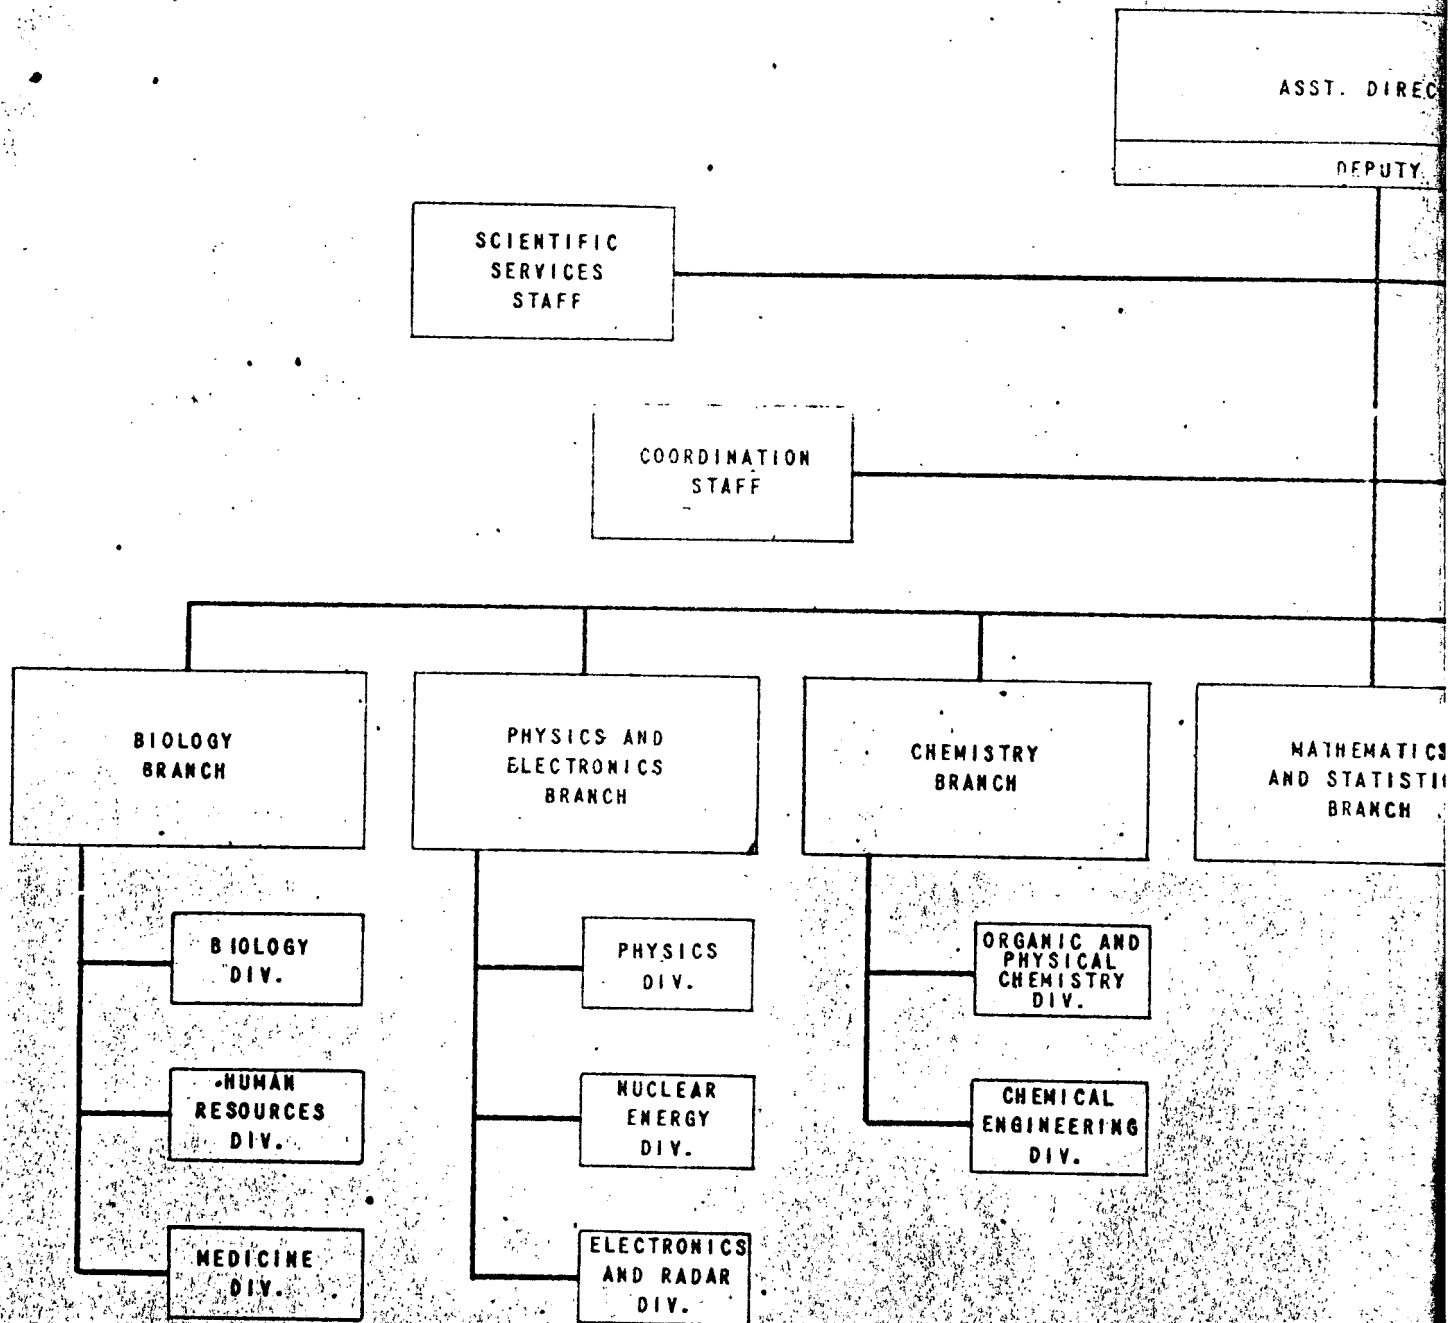 ASST. DIREC
DEPUTY
SCIENTIFIC
SERVICES
STAFF
COORDINATION
STAFF
BIOLOGY
BRANCH
PHYSICS AND
ELECTRONICS
BRANCH
CHEMISTRY
BRANCH
MATHEMATICS
AND STATISTI
BRANCH
BIOLOGY
DIV.
PHYSICS
DIV.
ORGANIC AND
PHYSICAL
CHEMISTRY
DIV.
HUMAN
RESOURCES
DIV.
NUCLEAR
ENERGY
DIV.
CHEMICAL
ENGINEERING
DIV.
MEDICINE
DIV.
ELECTRONICS
AND RADAR
DIV.